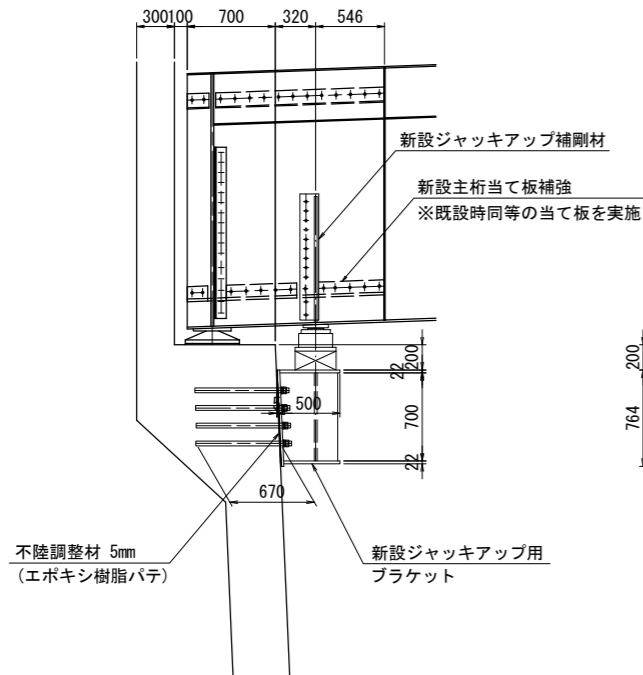 300
100
700
320
546
新設ジャッキアップ補剛材
新設主桁当て板補強
※既設時同等の当て板を実施
200
22
700
22
200
764
500
670
不陸調整材 5mm
(エポキシ樹脂パテ)
新設ジャッキアップ用
ブラケット